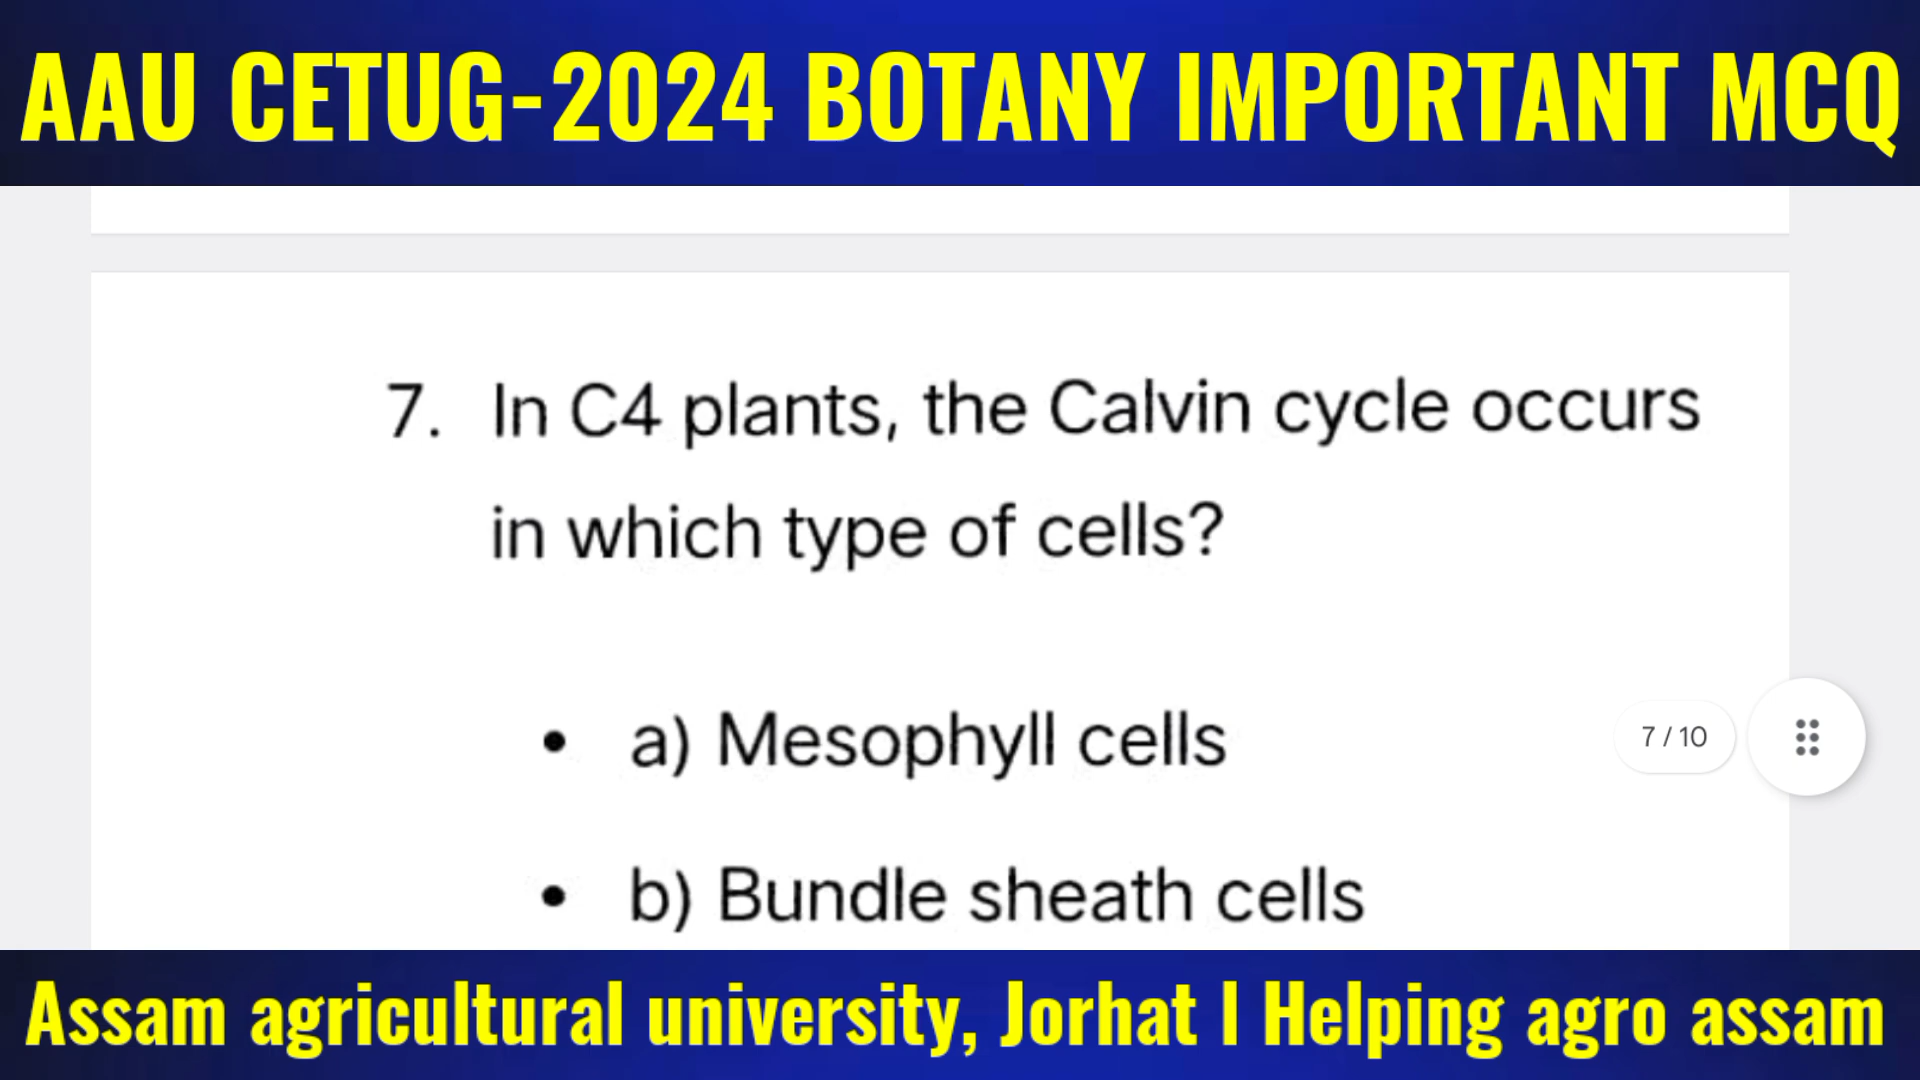 AAU CETUG-2024 BOTANY IMPORTANT MCQ
7. In C4 plants, the Calvin cycle occurs
in which type of cells?
• a) Mesophyll cells
7 / 10
• b) Bundle sheath cells
Assam agricultural university, Jorhat I Helping agro assam